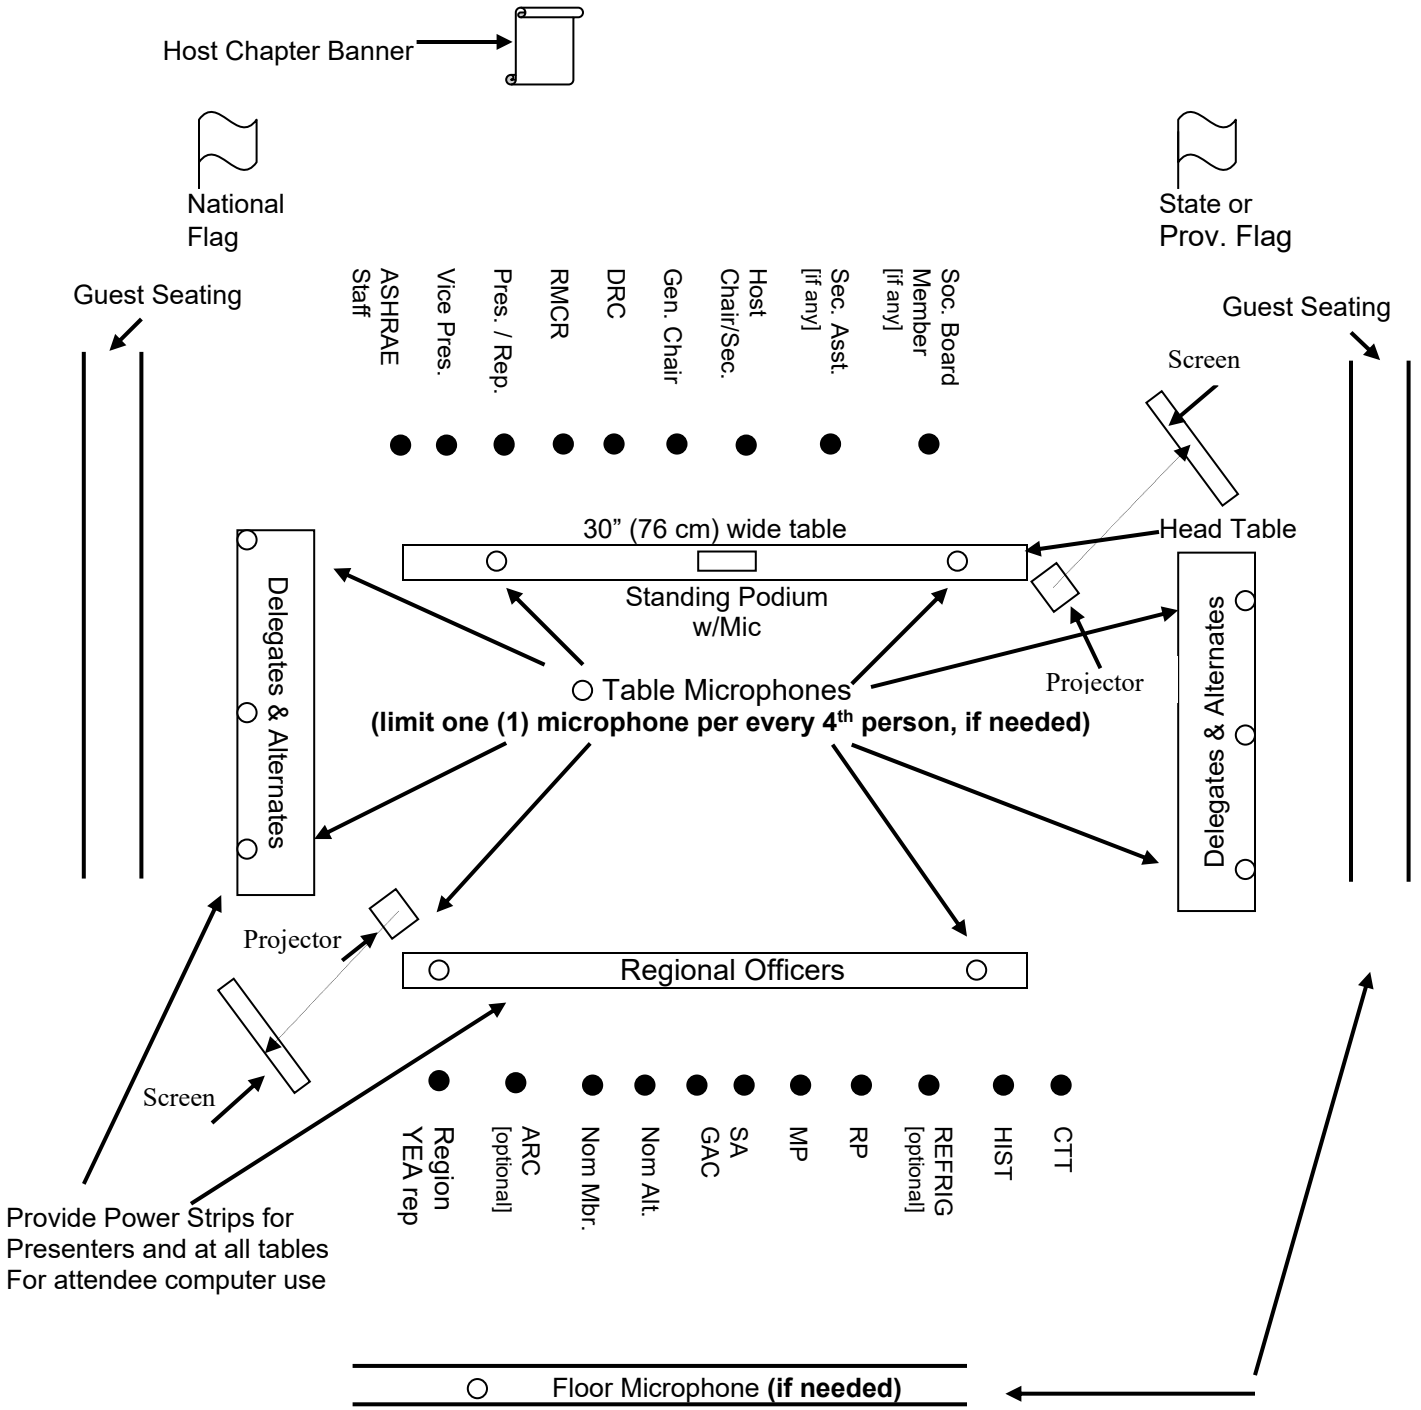 Host Chapter Banner
National
Flag
State or
Prov. Flag
Guest Seating
Guest Seating
ASHRAE
Staff
Vice Pres.
Pres. / Rep.
RMCR
DRC
Gen. Chair
Host
Chair/Sec.
Sec. Asst.
[if any]
Soc. Board
Member
[if any]
Screen
30” (76 cm) wide table
Head Table
Standing Podium
w/Mic
Delegates & Alternates
Delegates & Alternates
Table Microphones
Projector
(limit one (1) microphone per every 4th person, if needed)
Projector
Regional Officers
Screen
Region
YEA rep
ARC
[optional]
Nom Mbr.
Nom Alt.
SA
GAC
MP
RP
REFRIG
[optional]
HIST
CTT
Provide Power Strips for
Presenters and at all tables
For attendee computer use
Floor Microphone (if needed)